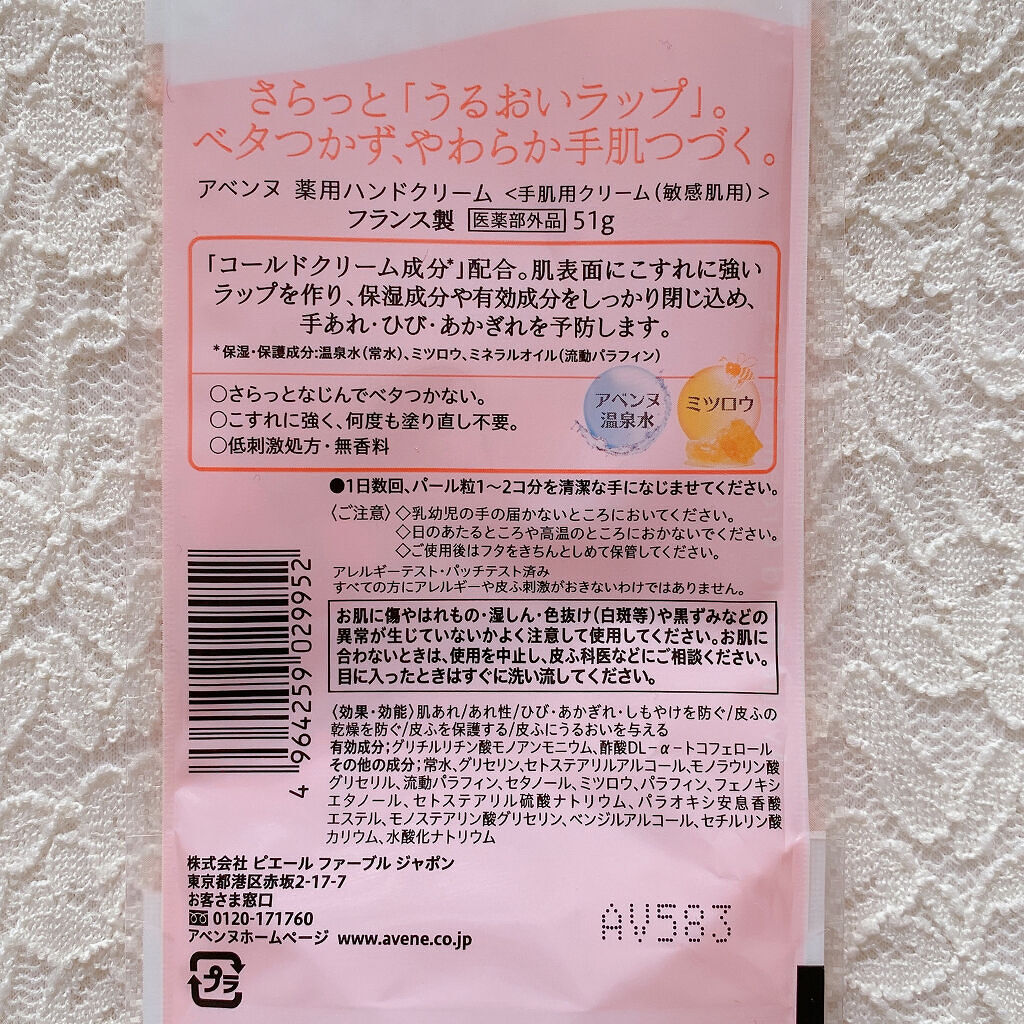 さらっと「うるおいラップ」。
ベタつかず、やわらか手肌つづく。
アベンヌ 薬用ハンドクリーム <手肌用クリーム(敏感肌用)>
フランス製 医薬部外品 51g
「コールドクリーム成分*」配合。肌表面にこすれに強い
ラップを作り、保湿成分や有効成分をしっかり閉じ込め、
手あれ・ひび・あかぎれを予防します。
*保湿・保護成分:温泉水(常水)、ミツロウ、ミネラルオイル(流動パラフィン)
○さらっとなじんでベタつかない。
○こすれに強く、何度も塗り直し不要。
○低刺激処方・無香料
アベンヌ
温泉水
ミツロウ
●1日数回、パール粒1〜2コ分を清潔な手になじませてください。
〈ご注意〉◇乳幼児の手の届かないところにおいてください。
◇日のあたるところや高温のところにおかないでください。
◇ご使用後はフタをきちんとしめて保管してください。
アレルギーテスト・パッチテスト済み
すべての方にアレルギーや皮ふ刺激がおきないわけではありません。
お肌に傷やはれもの・湿しん・色抜け(白斑等)や黒ずみなどの
異常が生じていないかよく注意して使用してください。お肌に
合わないときは、使用を中止し、皮ふ科医などにご相談ください。
目に入ったときはすぐに洗い流してください。
〈効果・効能〉肌あれ/あれ性/ひび・あかぎれ・しもやけを防ぐ/皮ふの
乾燥を防ぐ/皮ふを保護する/皮ふにうるおいを与える
有効成分;グリチルリチン酸モノアンモニウム、酢酸DL-α-トコフェロール
その他の成分;常水、グリセリン、セトステアリルアルコール、モノラウリン酸
グリセリル、流動パラフィン、セタノール、ミツロウ、パラフィン、フェノキシ
エタノール、セトステアリル硫酸ナトリウム、パラオキシ安息香酸
エステル、モノステアリン酸グリセリン、ベンジルアルコール、セチルリン酸
カリウム、水酸化ナトリウム
4 964259 029952
株式会社 ピエール ファーブル ジャポン
東京都港区赤坂2-17-7
お客さま窓口
0120-171760
アベンヌホームページ www.avene.co.jp
AV583
プラ